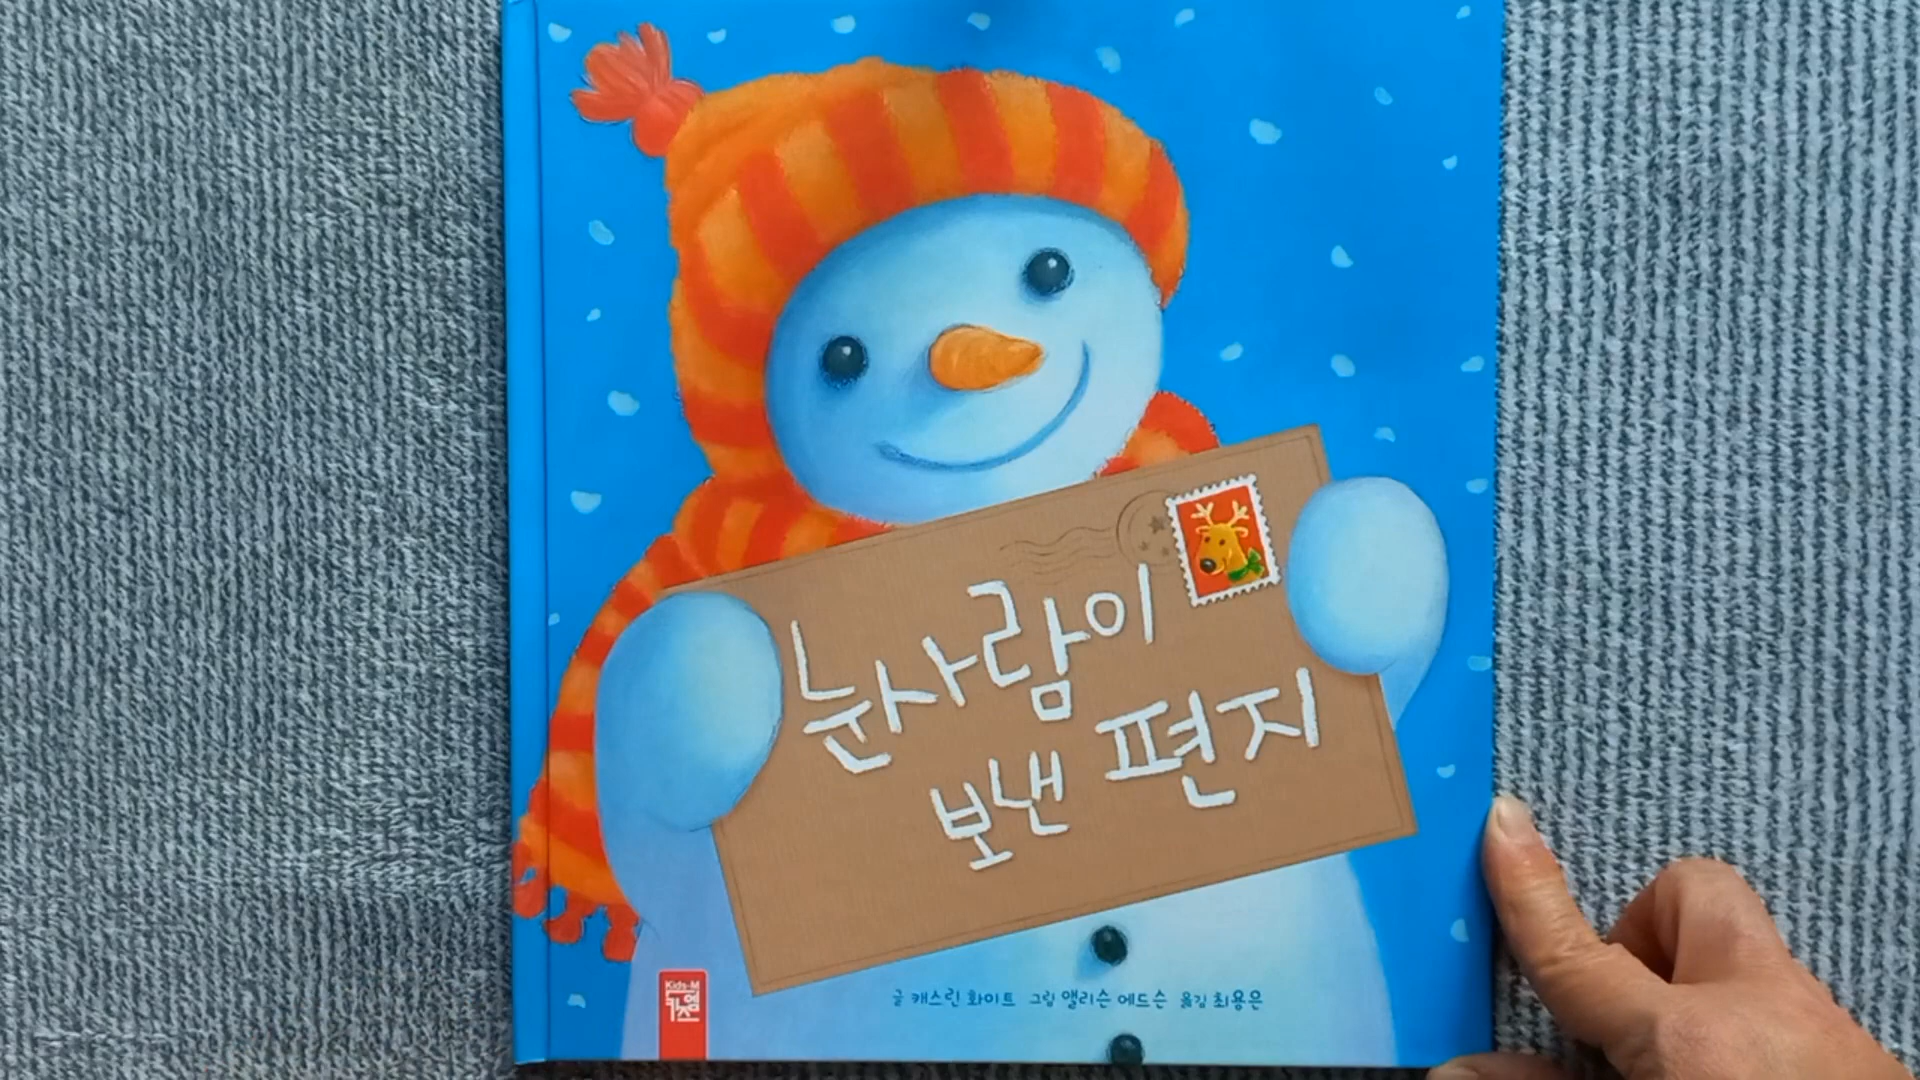 눈사람이
보낸 편지
글 캐스린 화이트 그림 앨리슨 에드슨 옮김 최용은
Kids-M
키즈엠